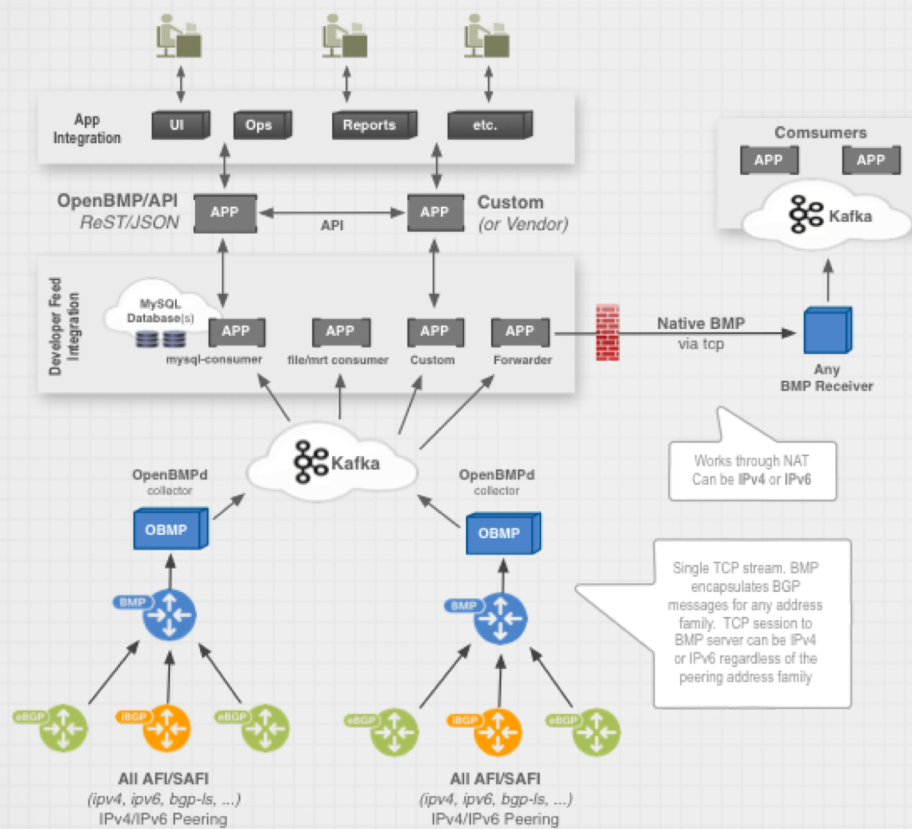 App
Integration
UI
Ops
Reports
etc.
Comsumers
APP
APP
Kafka
OpenBMP/API
ReST/JSON
APP
API
APP
Custom
(or Vendor)
Developer Feed
Integration
MySQL
Database(s)
APP
mysql-consumer
APP
file/mrt consumer
APP
Custom
APP
Forwarder
Native BMP
via tcp
Any
BMP Receiver
Works through NAT
Can be IPv4 or IPv6
Kafka
OpenBMPd
collector
OBMP
OpenBMPd
collector
OBMP
Single TCP stream. BMP
encapsulates BGP
messages for any address
family. TCP session to
BMP server can be IPv4
or IPv6 regardless of the
peering address family
BMP
BMP
eBGP
iBGP
eBGP
eBGP
iBGP
eBGP
All AFI/SAFI
(ipv4, ipv6, bgp-ls, ...)
IPv4/IPv6 Peering
All AFI/SAFI
(ipv4, ipv6, bgp-ls, ...)
IPv4/IPv6 Peering